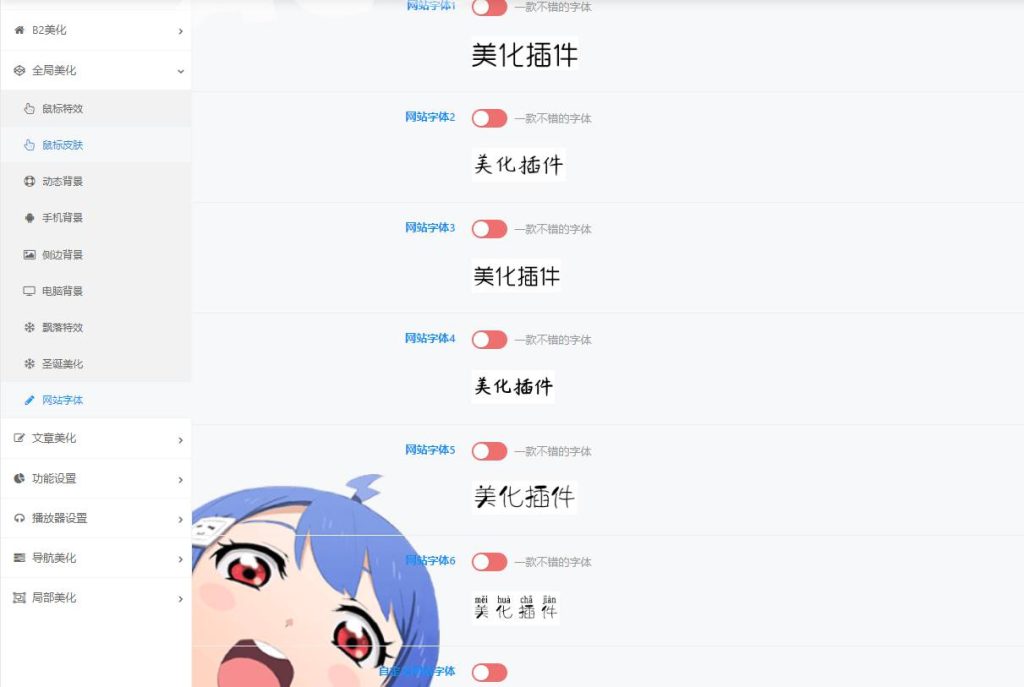 B2美化
全局美化
鼠标特效
鼠标皮肤
动态背景
手机背景
侧边背景
电脑背景
飘落特效
圣诞美化
网站字体
文章美化
功能设置
播放器设置
导航美化
局部美化
网站字体1 一款不错的字体
美化插件
网站字体2 一款不错的字体
美化插件
网站字体3 一款不错的字体
美化插件
网站字体4 一款不错的字体
美化插件
网站字体5 一款不错的字体
美化插件
网站字体6 一款不错的字体
měi huà chā jiàn
美化插件
字体